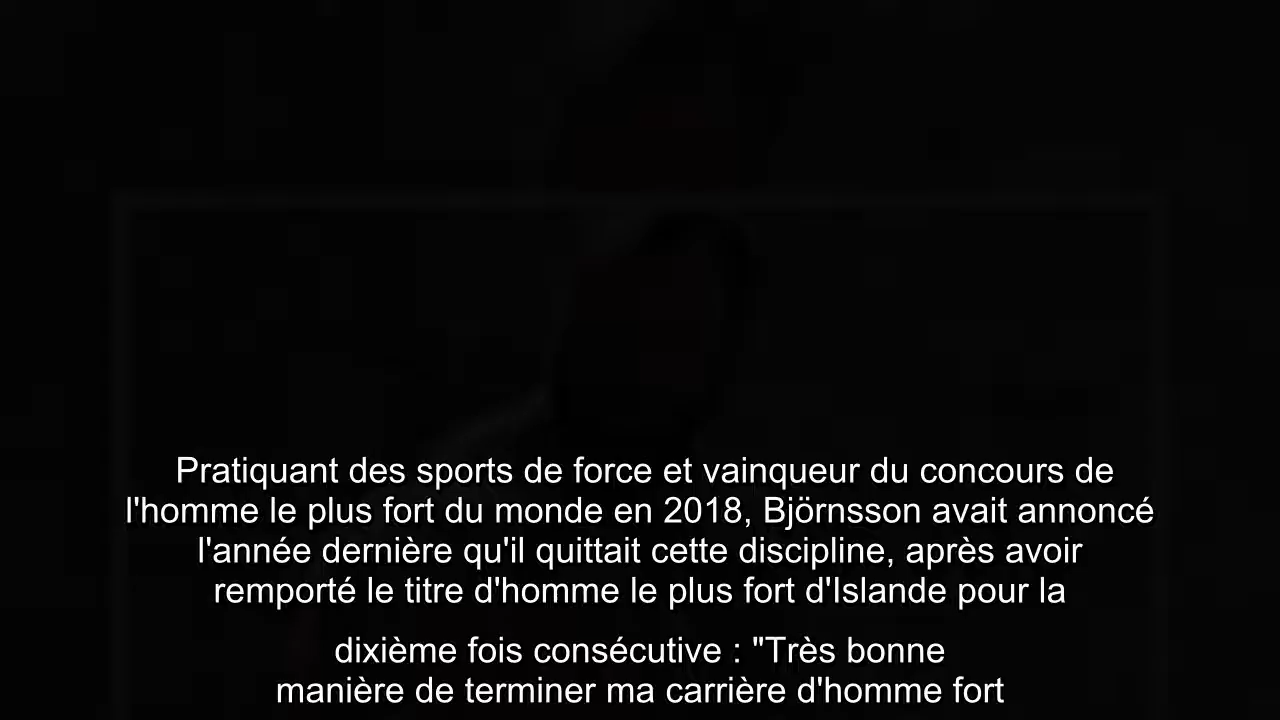 Pratiquant des sports de force et vainqueur du concours de
l'homme le plus fort du monde en 2018, Björnsson avait annoncé
l'année dernière qu'il quittait cette discipline, après avoir
remporté le titre d'homme le plus fort d'Islande pour la
dixième fois consécutive : "Très bonne
manière de terminer ma carrière d'homme fort